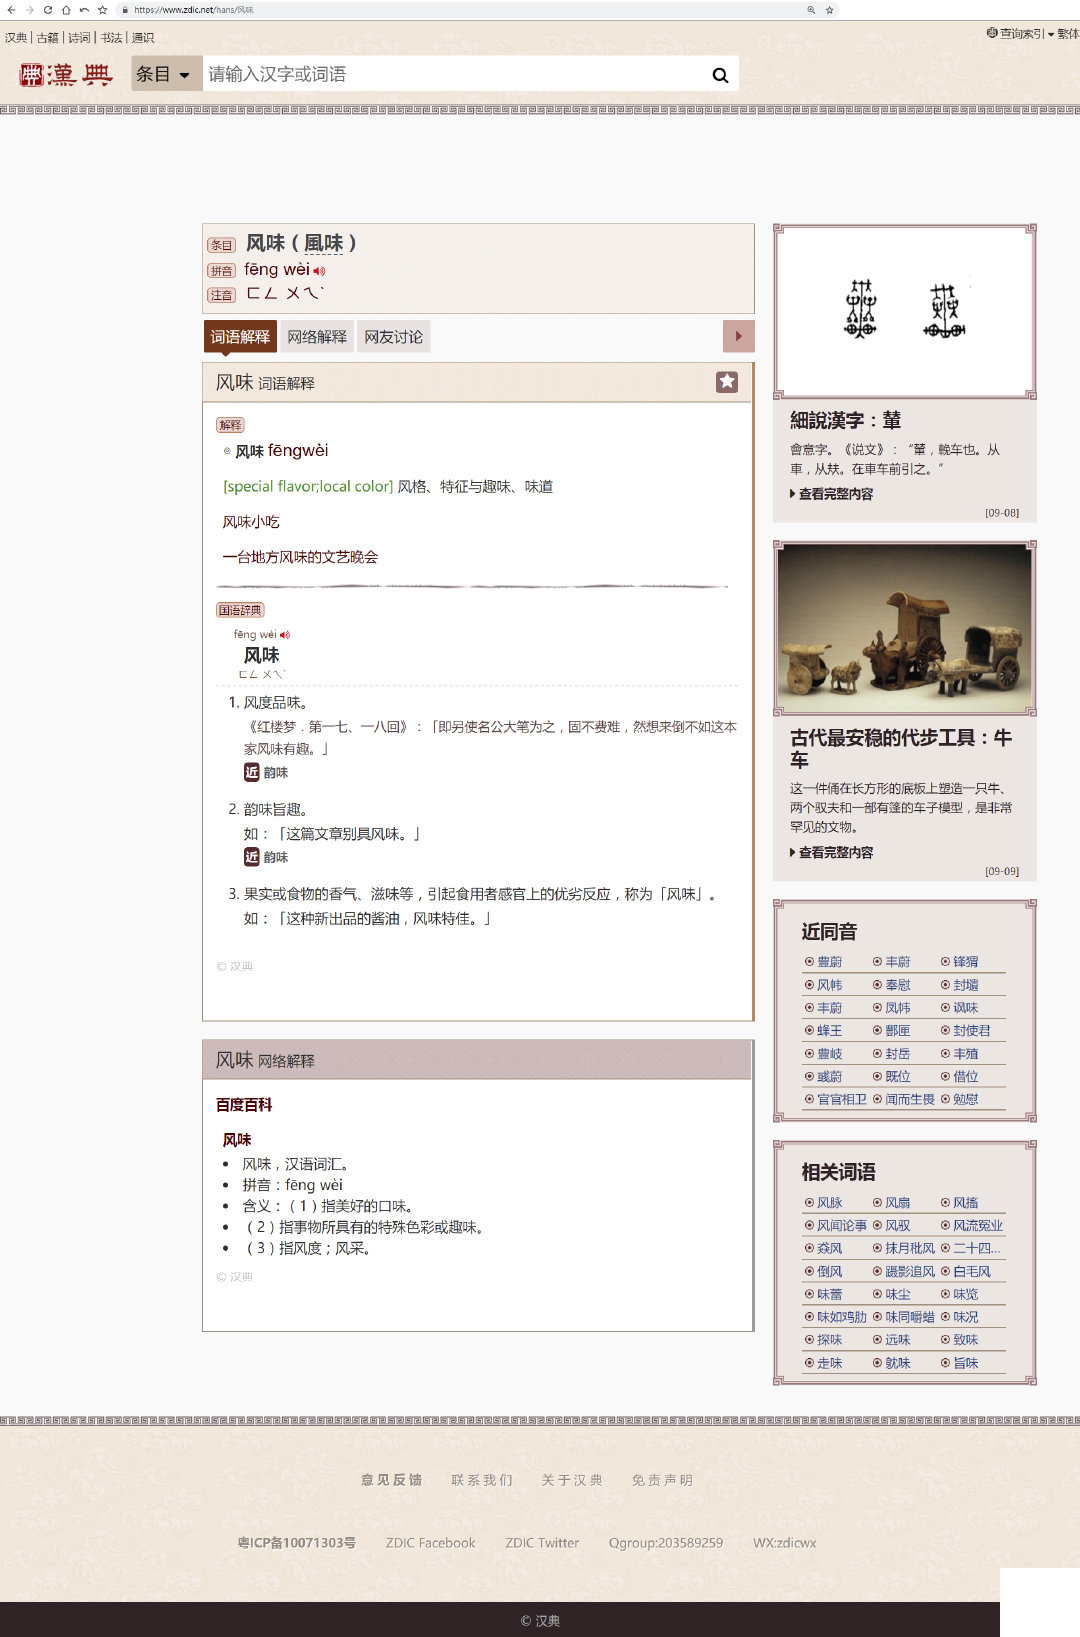 https://www.zdic.net/hans/风味
汉典 | 古籍 | 诗词 | 书法 | 通识
查询索引 繁体
漢典 条目 请输入汉字或词语
条目 风味（風味）
拼音 fēng wèi
注音 ㄈㄥ ㄨㄟˋ
词语解释 网络解释 网友讨论
风味 词语解释
解释
风味 fēngwèi
[special flavor;local color] 风格、特征与趣味、味道
风味小吃
一台地方风味的文艺晚会
国语辞典
fēng wèi
风味
ㄈㄥ ㄨㄟˋ
1. 风度品味。
《红楼梦．第一七、一八回》：「即另使名公大笔为之，固不费难，然想来倒不如这本
家风味有趣。」
近 韵味
2. 韵味旨趣。
如：「这篇文章别具风味。」
近 韵味
3. 果实或食物的香气、滋味等，引起食用者感官上的优劣反应，称为「风味」。
如：「这种新出品的酱油，风味特佳。」
© 汉典
风味 网络解释
百度百科
风味
风味，汉语词汇。
拼音：fēng wèi
含义：（1）指美好的口味。
（2）指事物所具有的特殊色彩或趣味。
（3）指风度；风采。
© 汉典
細說漢字：輦
會意字。《说文》：“輦，輓车也。从
車，从㚘。在車前引之。”
查看完整内容
[09-08]
古代最安稳的代步工具：牛
车
这一件俑在长方形的底板上塑造一只牛、
两个驭夫和一部有篷的车子模型，是非常
罕见的文物。
查看完整内容
[09-09]
近同音
豊蔚 丰蔚 锋猬
风帏 奉慰 封壝
丰蔚 凤帏 讽味
蜂王 酆匣 封使君
豊岐 封岳 丰殖
彧蔚 既位 借位
官官相卫 闻而生畏 勉慰
相关词语
风脉 风扇 风搔
风闻论事 风驭 风流冤业
焱风 抹月秕风 二十四...
倒风 蹑影追风 白毛风
味蕾 味尘 味览
味如鸡肋 味同嚼蜡 味况
探味 远味 致味
走味 躭味 旨味
意见反馈 联系我们 关于汉典 免责声明
粤ICP备10071303号 ZDIC Facebook ZDIC Twitter Qgroup:203589259 WX:zdicwx
© 汉典